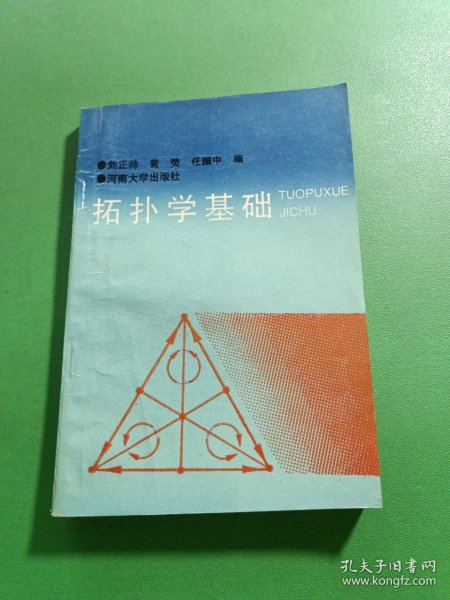 ●刘正帅 黄荧 任振中 编
●河南大学出版社
拓扑学基础
TUOPUXUE
JICHU
孔夫子旧书网
www.kongfz.com